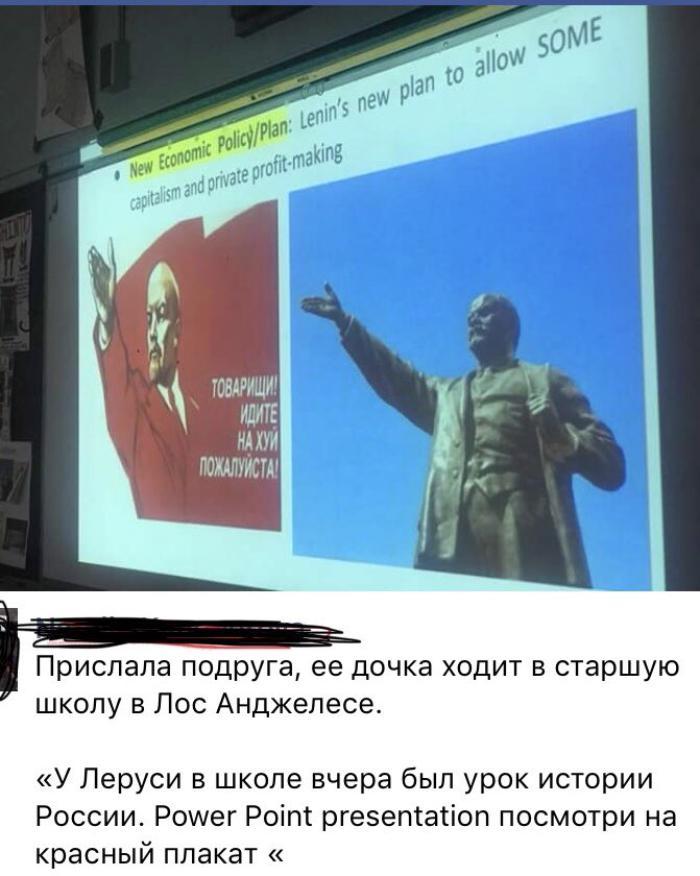 • New Economic Policy/Plan: Lenin's new plan to allow SOME
capitalism and private profit-making
ТОВАРИЩИ!
ИДИТЕ
НА ХУЙ
ПОЖАЛУЙСТА!
Прислала подруга, ее дочка ходит в старшую
школу в Лос Анджелесе.
«У Леруси в школе вчера был урок истории
России. Power Point presentation посмотри на
красный плакат «